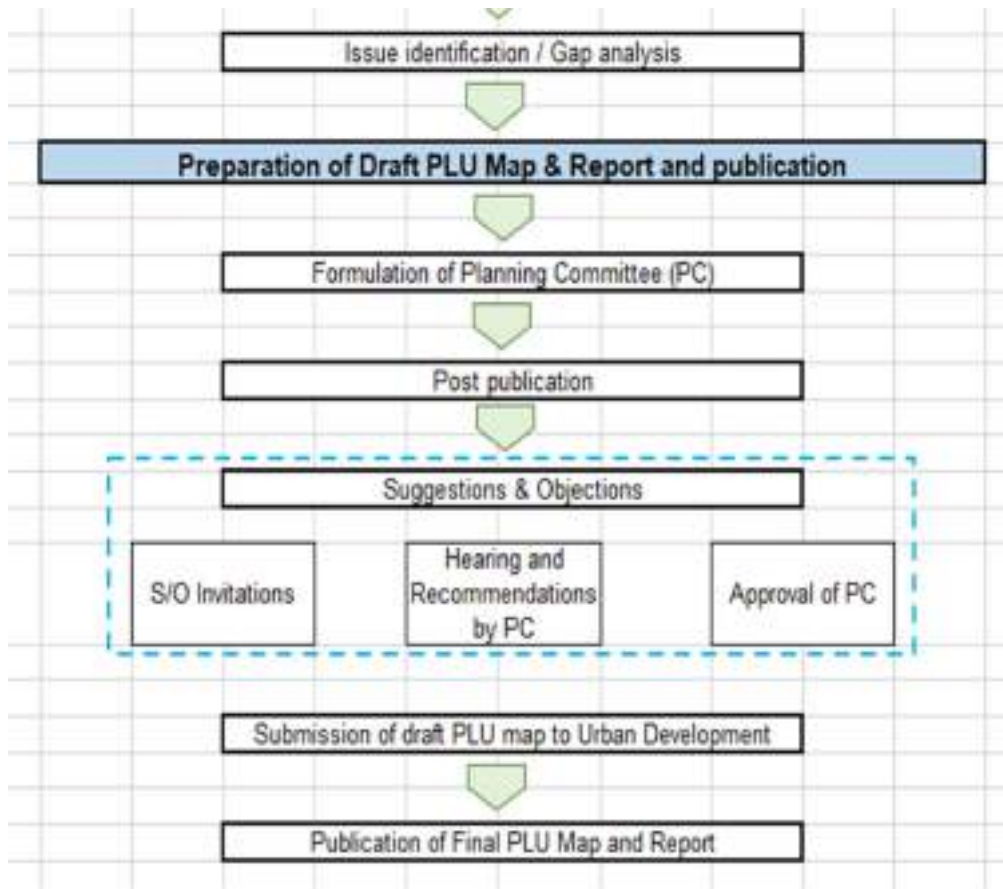 Issue identification / Gap analysis
Preparation of Draft PLU Map & Report and publication
Formulation of Planning Committee (PC)
Post publication
Suggestions & Objections
S/O Invitations
Hearing and
Recommendations
by PC
Approval of PC
Submission of draft PLU map to Urban Development
Publication of Final PLU Map and Report